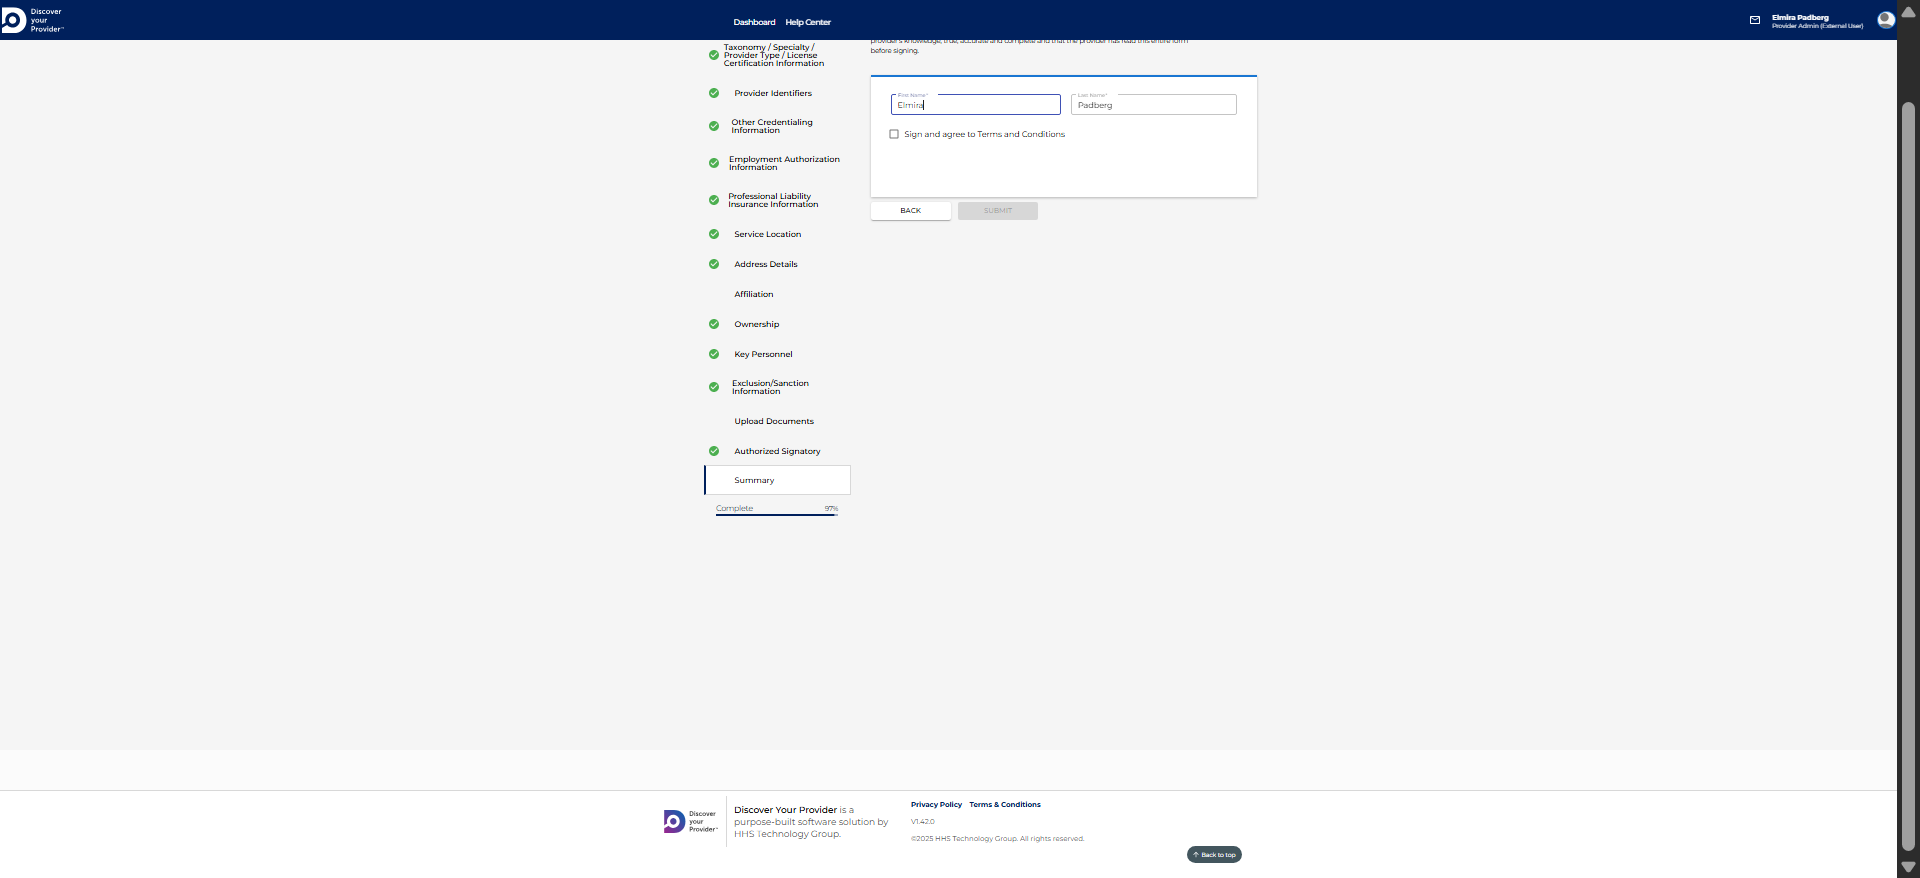 Discover
your
Provider™
Dashboard Help Center
Elmira Padberg
Provider Admin (External User)
Taxonomy / Specialty /
Provider Type / License
Certification Information
Provider Identifiers
Other Credentialing
Information
Employment Authorization
Information
Professional Liability
Insurance Information
Service Location
Address Details
Affiliation
Ownership
Key Personnel
Exclusion/Sanction
Information
Upload Documents
Authorized Signatory
Summary
Complete 97%
provider's knowledge, true, accurate and complete and that the provider has read this entire form
before signing.
First Name*
Elmira
Last Name*
Padberg
Sign and agree to Terms and Conditions
BACK
SUBMIT
Discover
your
Provider™
Discover Your Provider is a
purpose-built software solution by
HHS Technology Group.
Privacy Policy Terms & Conditions
V1.42.0
©2025 HHS Technology Group. All rights reserved.
Back to top